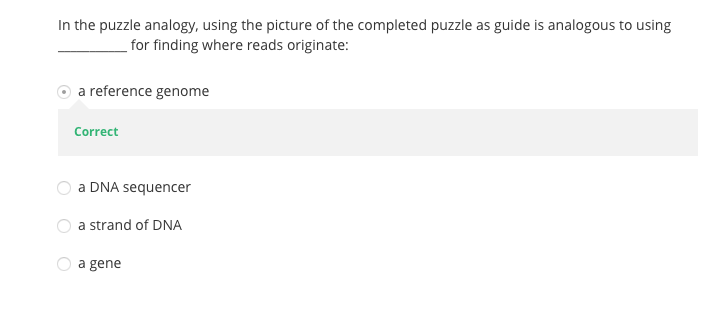 In the puzzle analogy, using the picture of the completed puzzle as guide is analogous to using
__________ for finding where reads originate:
a reference genome
Correct
a DNA sequencer
a strand of DNA
a gene